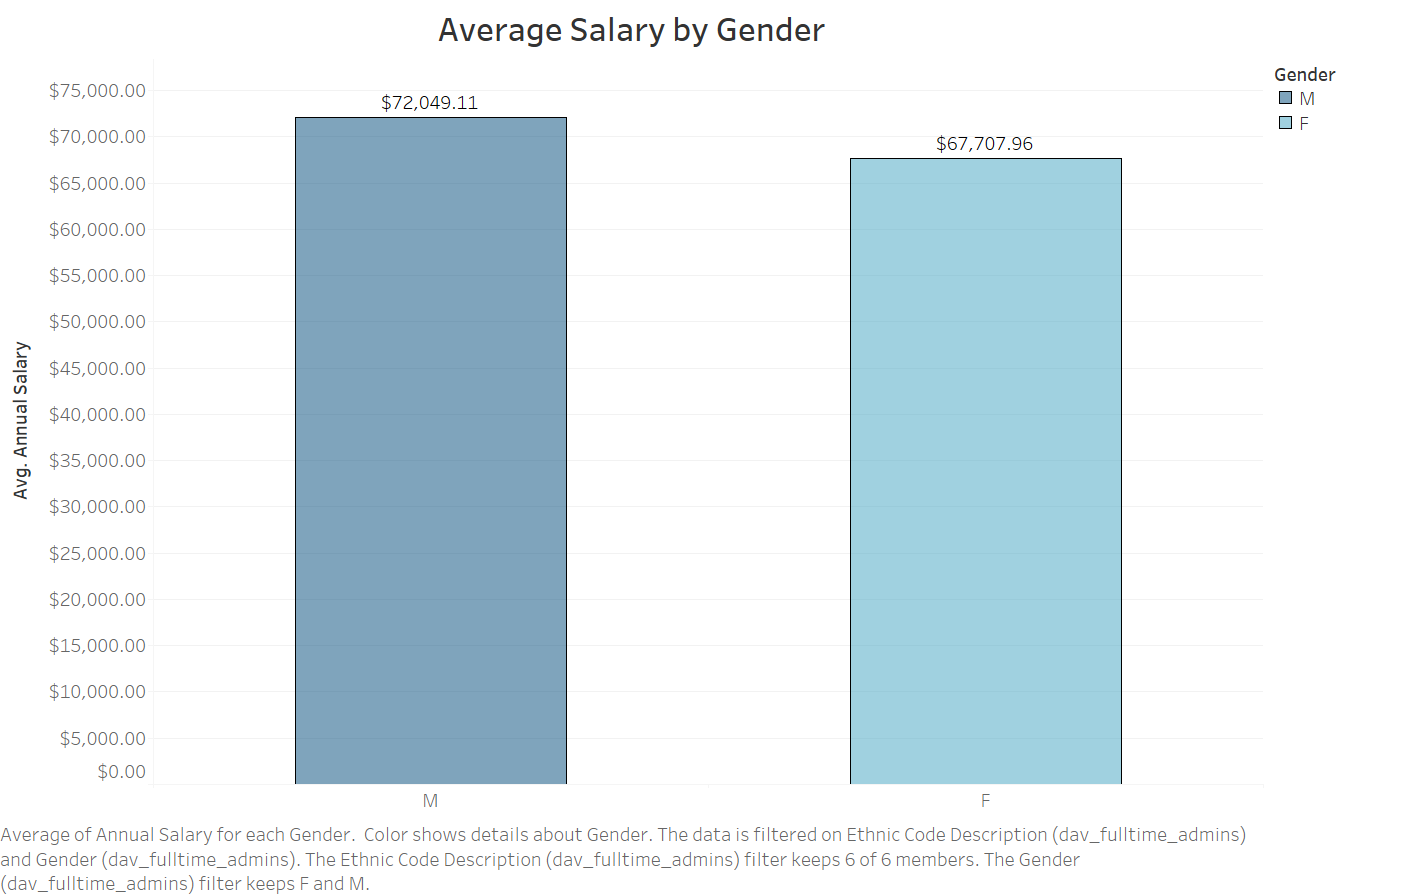 Average Salary by Gender
Gender
M
F
$75,000.00
$70,000.00
$65,000.00
$60,000.00
$55,000.00
$50,000.00
$45,000.00
$40,000.00
$35,000.00
$30,000.00
$25,000.00
$20,000.00
$15,000.00
$10,000.00
$5,000.00
$0.00
Avg. Annual Salary
$72,049.11
$67,707.96
M
F
Average of Annual Salary for each Gender.  Color shows details about Gender. The data is filtered on Ethnic Code Description (dav_fulltime_admins)
and Gender (dav_fulltime_admins). The Ethnic Code Description (dav_fulltime_admins) filter keeps 6 of 6 members. The Gender
(dav_fulltime_admins) filter keeps F and M.